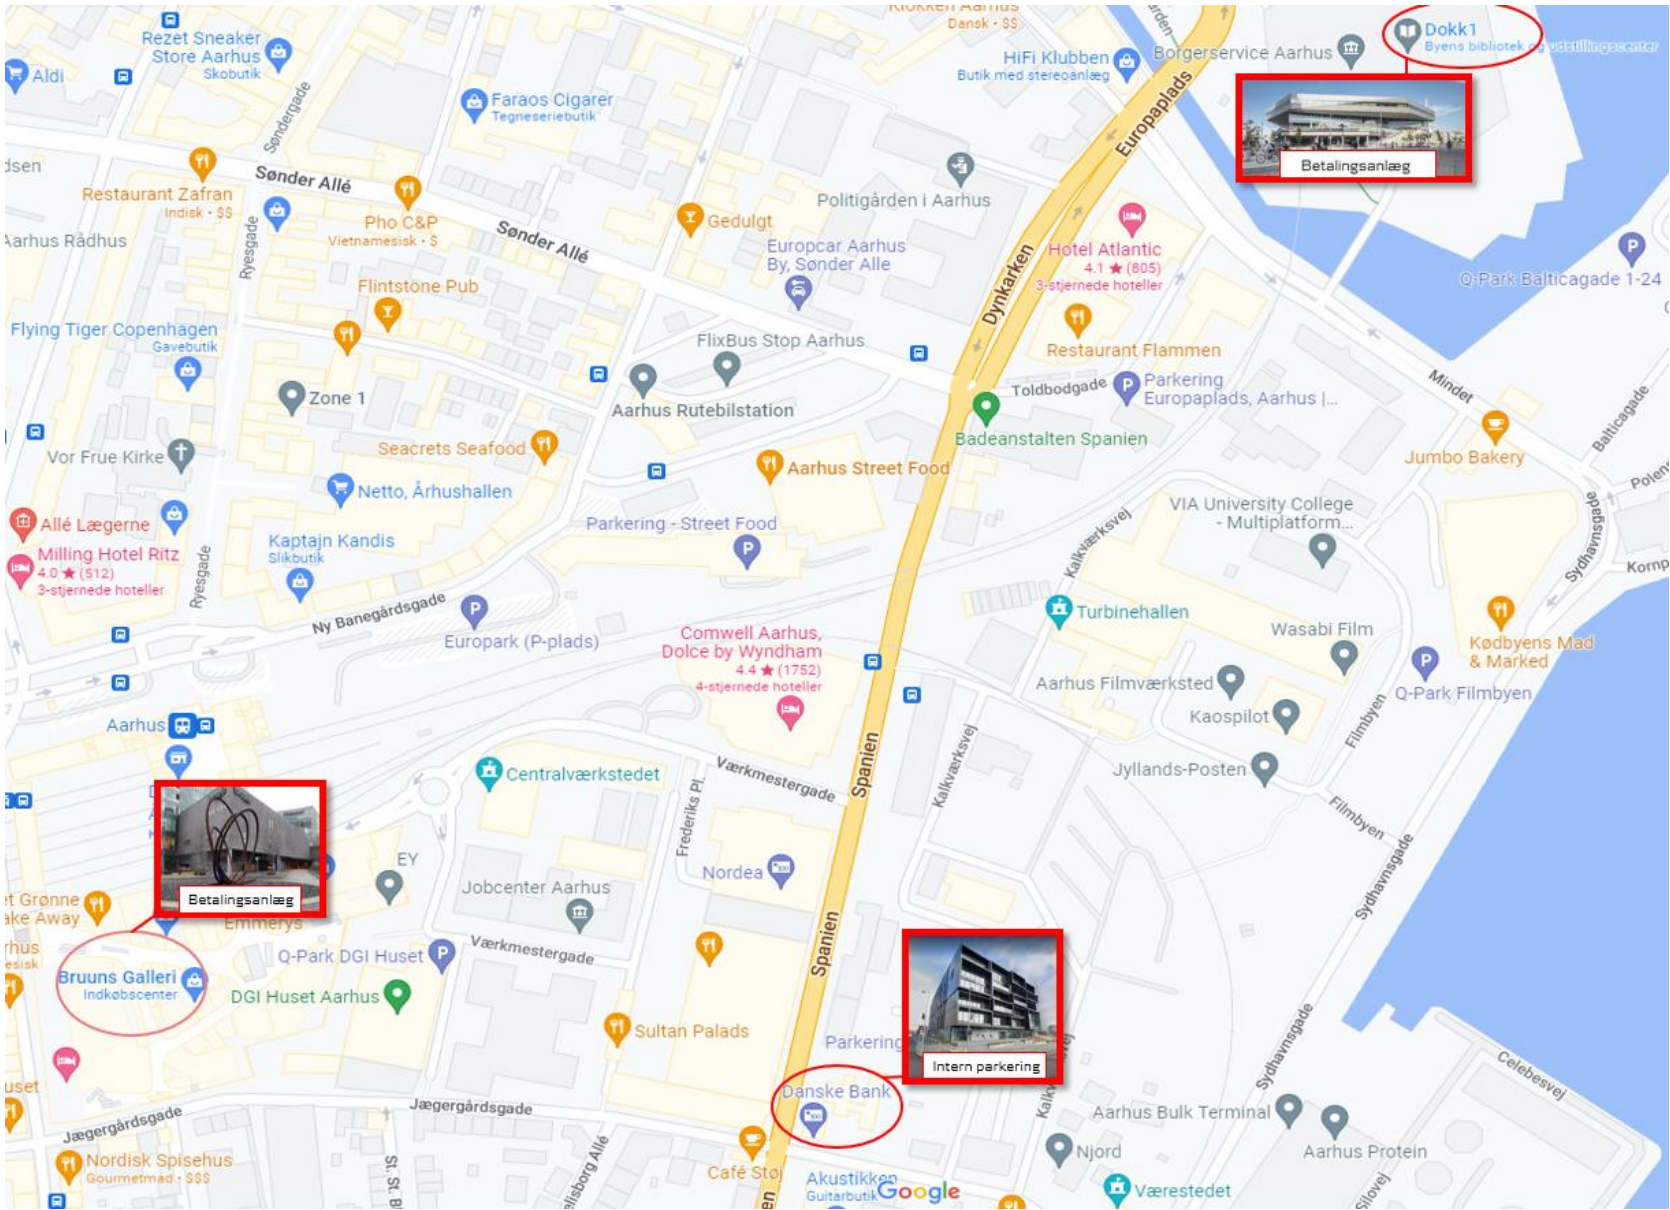 Klokken Aarhus
Dansk · $$
Rezet Sneaker
Store Aarhus
Skobutik
Aldi
Faraos Cigarer
Tegneseriebutik
HiFi Klubben
Butik med stereoanlæg
Borgerservice Aarhus
Dokk1
Byens bibliotek og udstillingscenter
Betalingsanlæg
Europaplads
Søndergade
Sønder Allé
Restaurant Zafran
Indisk · $$
Pho C&P
Vietnamesisk · $
Sønder Allé
Gedulgt
Politigården i Aarhus
Europcar Aarhus
By, Sønder Alle
Hotel Atlantic
4.1 ★ (805)
3-stjernede hoteller
Q-Park Balticagade 1-24
Aarhus Rådhus
Ryesgade
Flintstone Pub
Dynkarken
Flying Tiger Copenhagen
Gavebutik
FlixBus Stop Aarhus
Restaurant Flammen
Zone 1
Aarhus Rutebilstation
Toldbodgade
Parkering
Europaplads, Aarhus |...
Mindet
Balticagade
Badeanstalten Spanien
Vor Frue Kirke
Seacrets Seafood
Aarhus Street Food
Jumbo Bakery
Netto, Århushallen
VIA University College
- Multiplatform...
Allé Lægerne
Parkering - Street Food
Kalkværksvej
Sydhavnsgade
Milling Hotel Ritz
4.0 ★ (512)
3-stjernede hoteller
Kaptajn Kandis
Slikbutik
Ryesgade
Ny Banegårdsgade
Europark (P-plads)
Turbinehallen
Comwell Aarhus,
Dolce by Wyndham
4.4 ★ (1752)
4-stjernede hoteller
Wasabi Film
Kødbyens Mad
& Marked
Aarhus Filmværksted
Q-Park Filmbyen
Kaospilot
Filmbyen
Aarhus
Centralværkstedet
Værkmestergade
Spanien
Kalkværksvej
Jyllands-Posten
Filmbyen
Frederiks Pl.
EY
Nordea
Jobcenter Aarhus
Sydhavnsgade
Betalingsanlæg
Emmerys
Værkmestergade
Spanien
Q-Park DGI Huset
Bruuns Galleri
Indkøbscenter
DGI Huset Aarhus
Sultan Palads
Parkering
Intern parkering
Sydhavnsgade
Celebesvej
Danske Bank
Jægergårdsgade
Jægergårdsgade
Aarhus Bulk Terminal
Aarhus Protein
Njord
Nordisk Spisehus
Gourmetmad · $$$
Café Støj
Akustikken
Guitarbutik
Google
Værestedet
Silovej